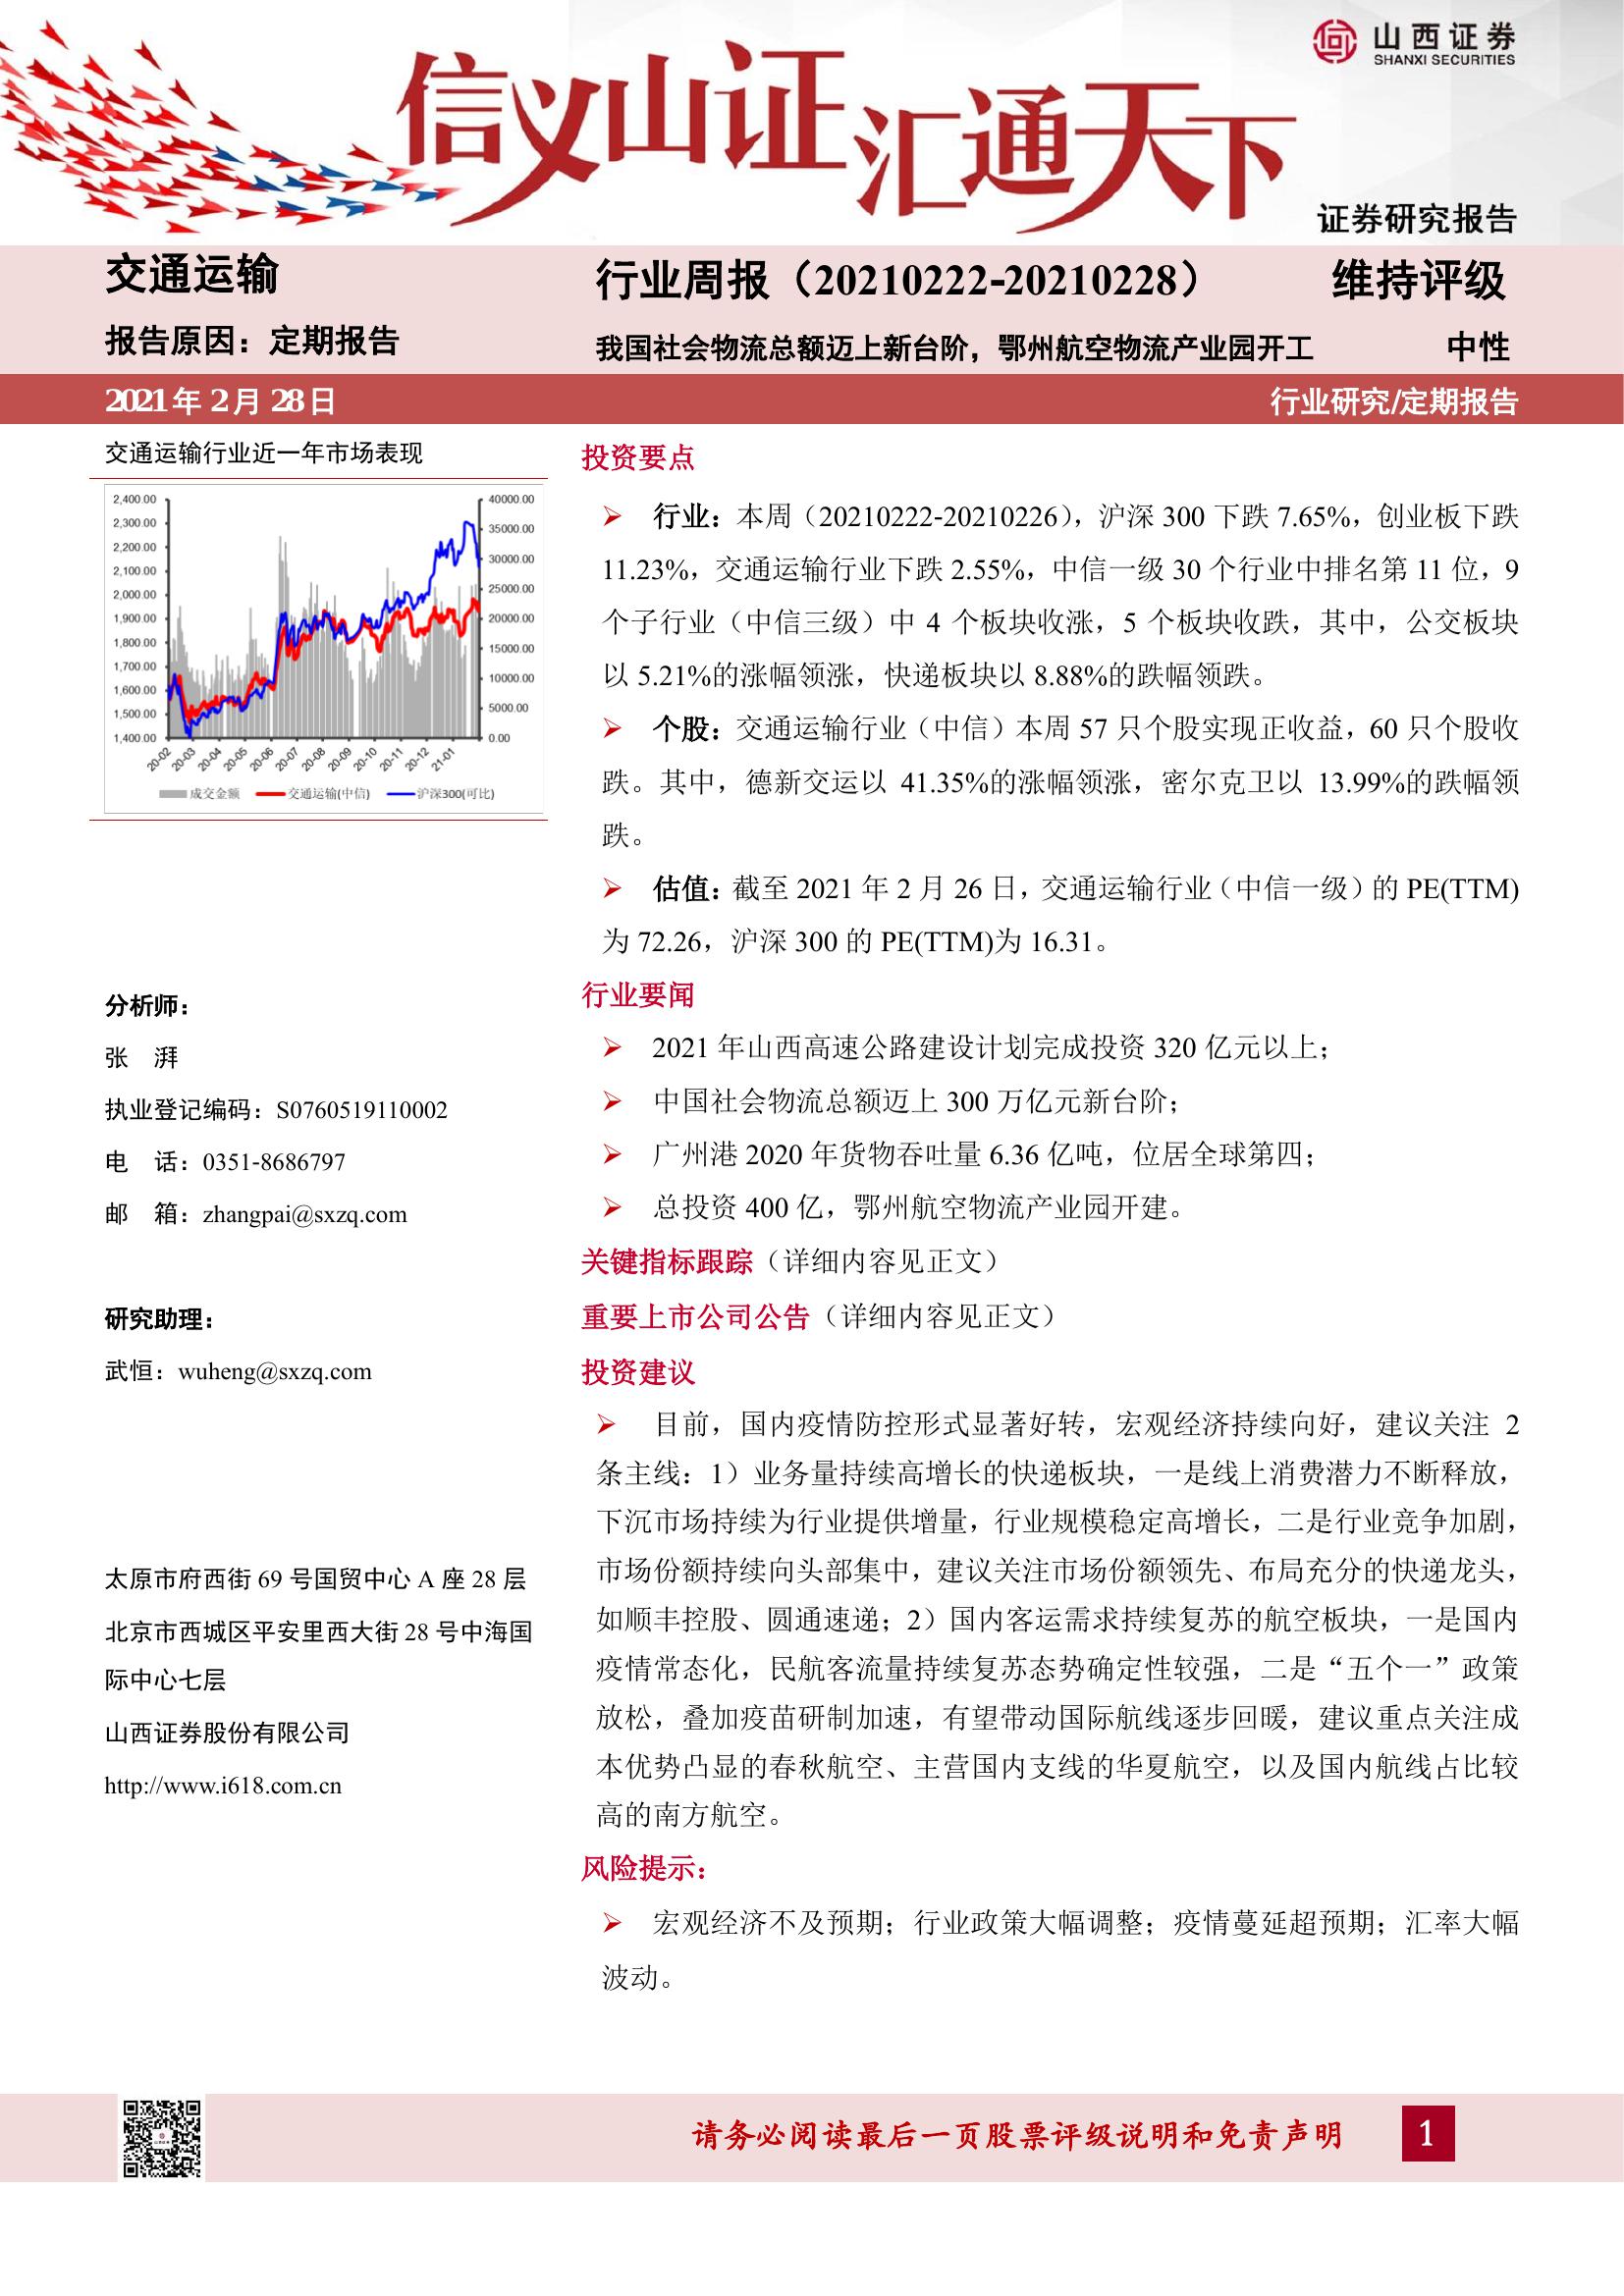 山西证券
SHANXI SECURITIES
信义山证汇通天下
证券研究报告
交通运输
行业周报（20210222-20210228）
维持评级
报告原因：定期报告
我国社会物流总额迈上新台阶，鄂州航空物流产业园开工
中性
2021年2月28日
行业研究/定期报告
交通运输行业近一年市场表现
2,400.00
2,300.00
2,200.00
2,100.00
2,000.00
1,900.00
1,800.00
1,700.00
1,600.00
1,500.00
1,400.00
40000.00
35000.00
30000.00
25000.00
20000.00
15000.00
10000.00
5000.00
0.00
20-02
20-03
20-04
20-05
20-06
20-07
20-08
20-09
20-10
20-11
20-12
21-01
成交金额 交通运输(中信) 沪深300(可比)
分析师：
张 湃
执业登记编码：S0760519110002
电 话：0351-8686797
邮 箱：zhangpai@sxzq.com
研究助理：
武恒：wuheng@sxzq.com
太原市府西街69号国贸中心A座28层
北京市西城区平安里西大街28号中海国
际中心七层
山西证券股份有限公司
http://www.i618.com.cn
投资要点
➢ 行业：本周（20210222-20210226），沪深300下跌7.65%，创业板下跌
11.23%，交通运输行业下跌2.55%，中信一级30个行业中排名第11位，9
个子行业（中信三级）中4个板块收涨，5个板块收跌，其中，公交板块
以5.21%的涨幅领涨，快递板块以8.88%的跌幅领跌。
➢ 个股：交通运输行业（中信）本周57只个股实现正收益，60只个股收
跌。其中，德新交运以 41.35%的涨幅领涨，密尔克卫以 13.99%的跌幅领
跌。
➢ 估值：截至2021年2月26日，交通运输行业（中信一级）的PE(TTM)
为72.26，沪深300的PE(TTM)为16.31。
行业要闻
➢ 2021年山西高速公路建设计划完成投资320亿元以上；
➢ 中国社会物流总额迈上300万亿元新台阶；
➢ 广州港2020年货物吞吐量6.36亿吨，位居全球第四；
➢ 总投资400亿，鄂州航空物流产业园开建。
关键指标跟踪（详细内容见正文）
重要上市公司公告（详细内容见正文）
投资建议
➢ 目前，国内疫情防控形式显著好转，宏观经济持续向好，建议关注 2
条主线：1）业务量持续高增长的快递板块，一是线上消费潜力不断释放，
下沉市场持续为行业提供增量，行业规模稳定高增长，二是行业竞争加剧，
市场份额持续向头部集中，建议关注市场份额领先、布局充分的快递龙头，
如顺丰控股、圆通速递；2）国内客运需求持续复苏的航空板块，一是国内
疫情常态化，民航客流量持续复苏态势确定性较强，二是“五个一”政策
放松，叠加疫苗研制加速，有望带动国际航线逐步回暖，建议重点关注成
本优势凸显的春秋航空、主营国内支线的华夏航空，以及国内航线占比较
高的南方航空。
风险提示：
➢ 宏观经济不及预期；行业政策大幅调整；疫情蔓延超预期；汇率大幅
波动。
请务必阅读最后一页股票评级说明和免责声明
1